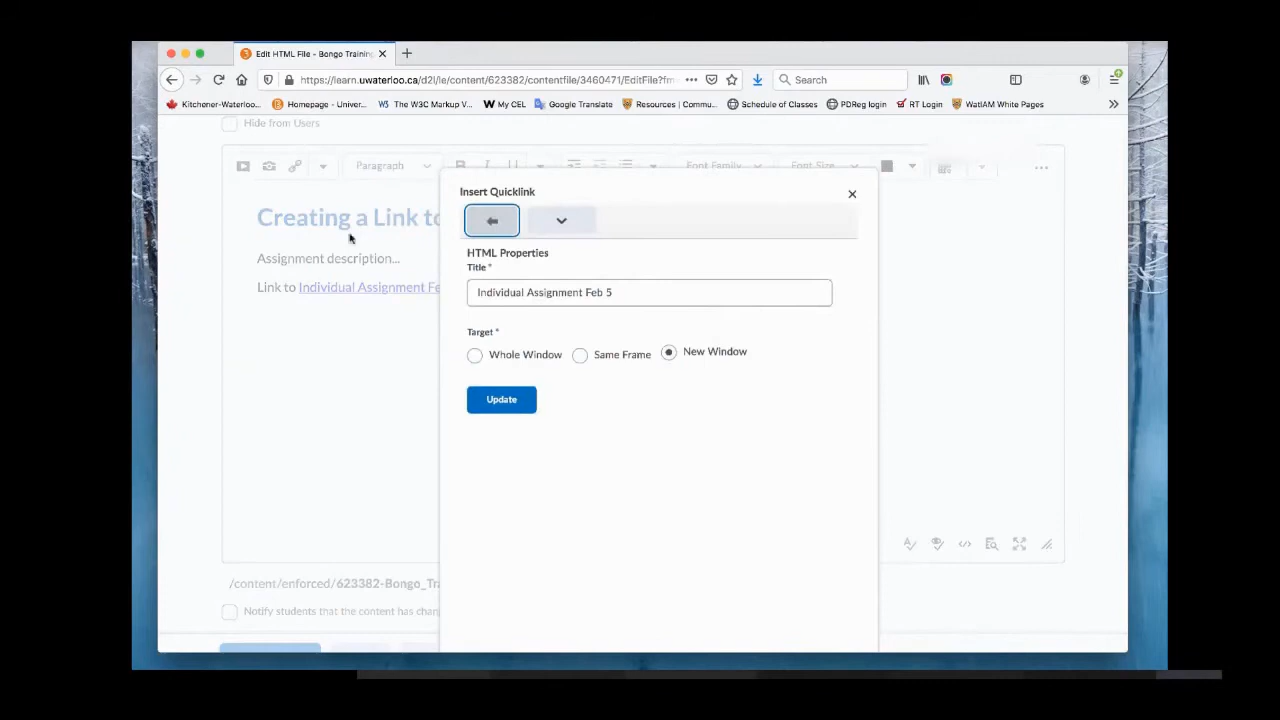 Edit HTML File - Bongo Training
https://learn.uwaterloo.ca/d2l/le/content/623382/contentfile/3460471/EditFile?fm
Search
Kitchener-Waterloo...
Homepage - Univer...
The W3C Markup V...
My CEL
Google Translate
Resources | Commu...
Schedule of Classes
PDReg login
RT Login
WatIAM White Pages
Hide from Users
Paragraph
Font Family
Font Size
Insert Quicklink
Creating a Link to
HTML Properties
Assignment description...
Title *
Link to Individual Assignment Fe
Individual Assignment Feb 5
Target *
Whole Window
Same Frame
New Window
Update
/content/enforced/623382-Bongo_Tra
Notify students that the content has chang